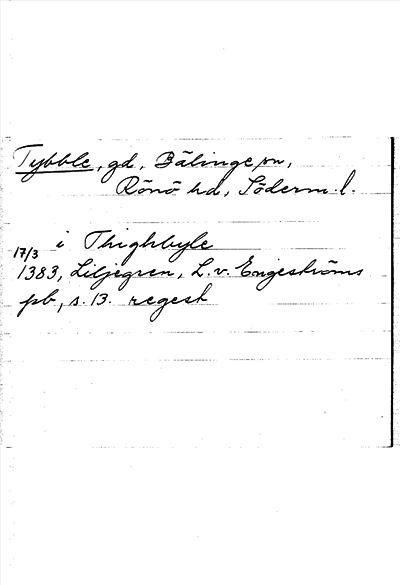 Tybble, gd, Bälinge sn,
Rönö hd, Söderm. l.
i Thighbyle
17/3
1383, Liljegren, L. v. Engeströms
pb, s. 13. regest